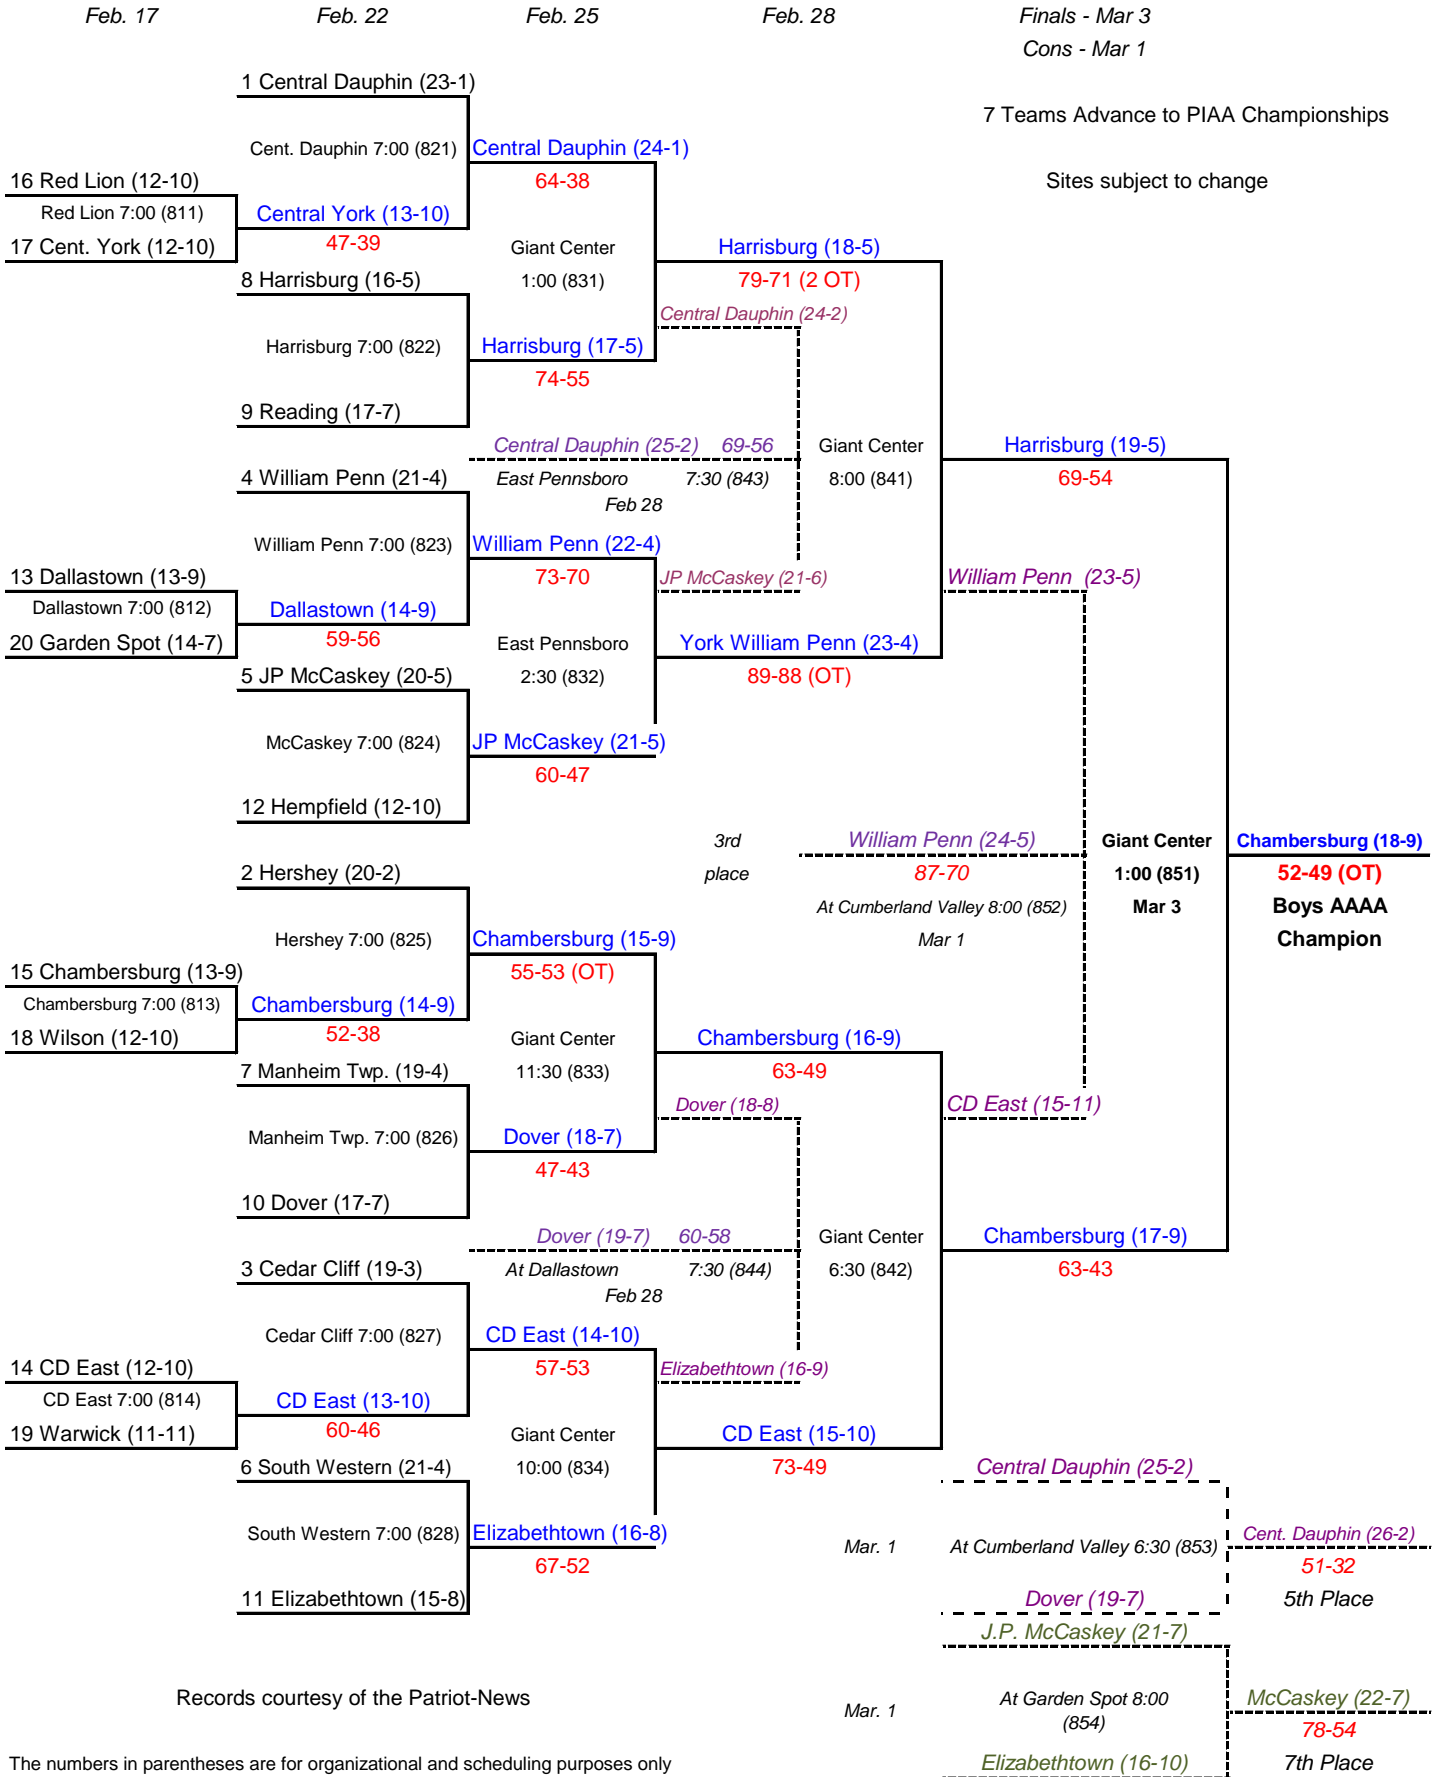 Feb. 17 Feb. 22 Feb. 25 Feb. 28 Finals - Mar 3
Cons - Mar 1
1 Central Dauphin (23-1)
7 Teams Advance to PIAA Championships
Cent. Dauphin 7:00 (821) Central Dauphin (24-1)
16 Red Lion (12-10) 64-38 Sites subject to change
Red Lion 7:00 (811) Central York (13-10)
17 Cent. York (12-10) 47-39 Giant Center Harrisburg (18-5)
8 Harrisburg (16-5) 1:00 (831) 79-71 (2 OT)
Central Dauphin (24-2)
Harrisburg 7:00 (822) Harrisburg (17-5)
74-55
9 Reading (17-7)
Central Dauphin (25-2) 69-56 Giant Center Harrisburg (19-5)
4 William Penn (21-4) East Pennsboro 7:30 (843) 8:00 (841) 69-54
Feb 28
William Penn 7:00 (823) William Penn (22-4)
13 Dallastown (13-9) 73-70 JP McCaskey (21-6) William Penn (23-5)
Dallastown 7:00 (812) Dallastown (14-9)
20 Garden Spot (14-7) 59-56 East Pennsboro York William Penn (23-4)
5 JP McCaskey (20-5) 2:30 (832) 89-88 (OT)
McCaskey 7:00 (824) JP McCaskey (21-5)
60-47
12 Hempfield (12-10)
3rd William Penn (24-5) Giant Center Chambersburg (18-9)
2 Hershey (20-2) place 87-70 1:00 (851) 52-49 (OT)
At Cumberland Valley 8:00 (852) Mar 3 Boys AAAA
Hershey 7:00 (825) Chambersburg (15-9) Mar 1 Champion
15 Chambersburg (13-9) 55-53 (OT)
Chambersburg 7:00 (813) Chambersburg (14-9)
18 Wilson (12-10) 52-38 Giant Center Chambersburg (16-9)
7 Manheim Twp. (19-4) 11:30 (833) 63-49
Dover (18-8) CD East (15-11)
Manheim Twp. 7:00 (826) Dover (18-7)
47-43
10 Dover (17-7)
Dover (19-7) 60-58 Giant Center Chambersburg (17-9)
3 Cedar Cliff (19-3) At Dallastown 7:30 (844) 6:30 (842) 63-43
Feb 28
Cedar Cliff 7:00 (827) CD East (14-10)
14 CD East (12-10) 57-53 Elizabethtown (16-9)
CD East 7:00 (814) CD East (13-10)
19 Warwick (11-11) 60-46 Giant Center CD East (15-10)
6 South Western (21-4) 10:00 (834) 73-49 Central Dauphin (25-2)
South Western 7:00 (828) Elizabethtown (16-8) Mar. 1 At Cumberland Valley 6:30 (853) Cent. Dauphin (26-2)
67-52 51-32
11 Elizabethtown (15-8) Dover (19-7) 5th Place
J.P. McCaskey (21-7)
Records courtesy of the Patriot-News Mar. 1 At Garden Spot 8:00 McCaskey (22-7)
(854) 78-54
The numbers in parentheses are for organizational and scheduling purposes only Elizabethtown (16-10) 7th Place